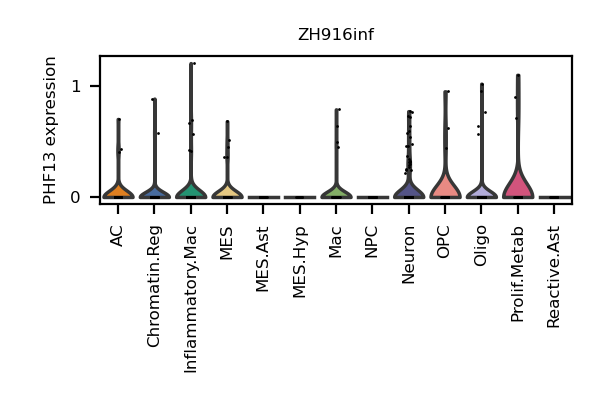 ZH916inf
PHF13 expression
1
0
AC
Chromatin.Reg
Inflammatory.Mac
MES
MES.Ast
MES.Hyp
Mac
NPC
Neuron
OPC
Oligo
Prolif.Metab
Reactive.Ast